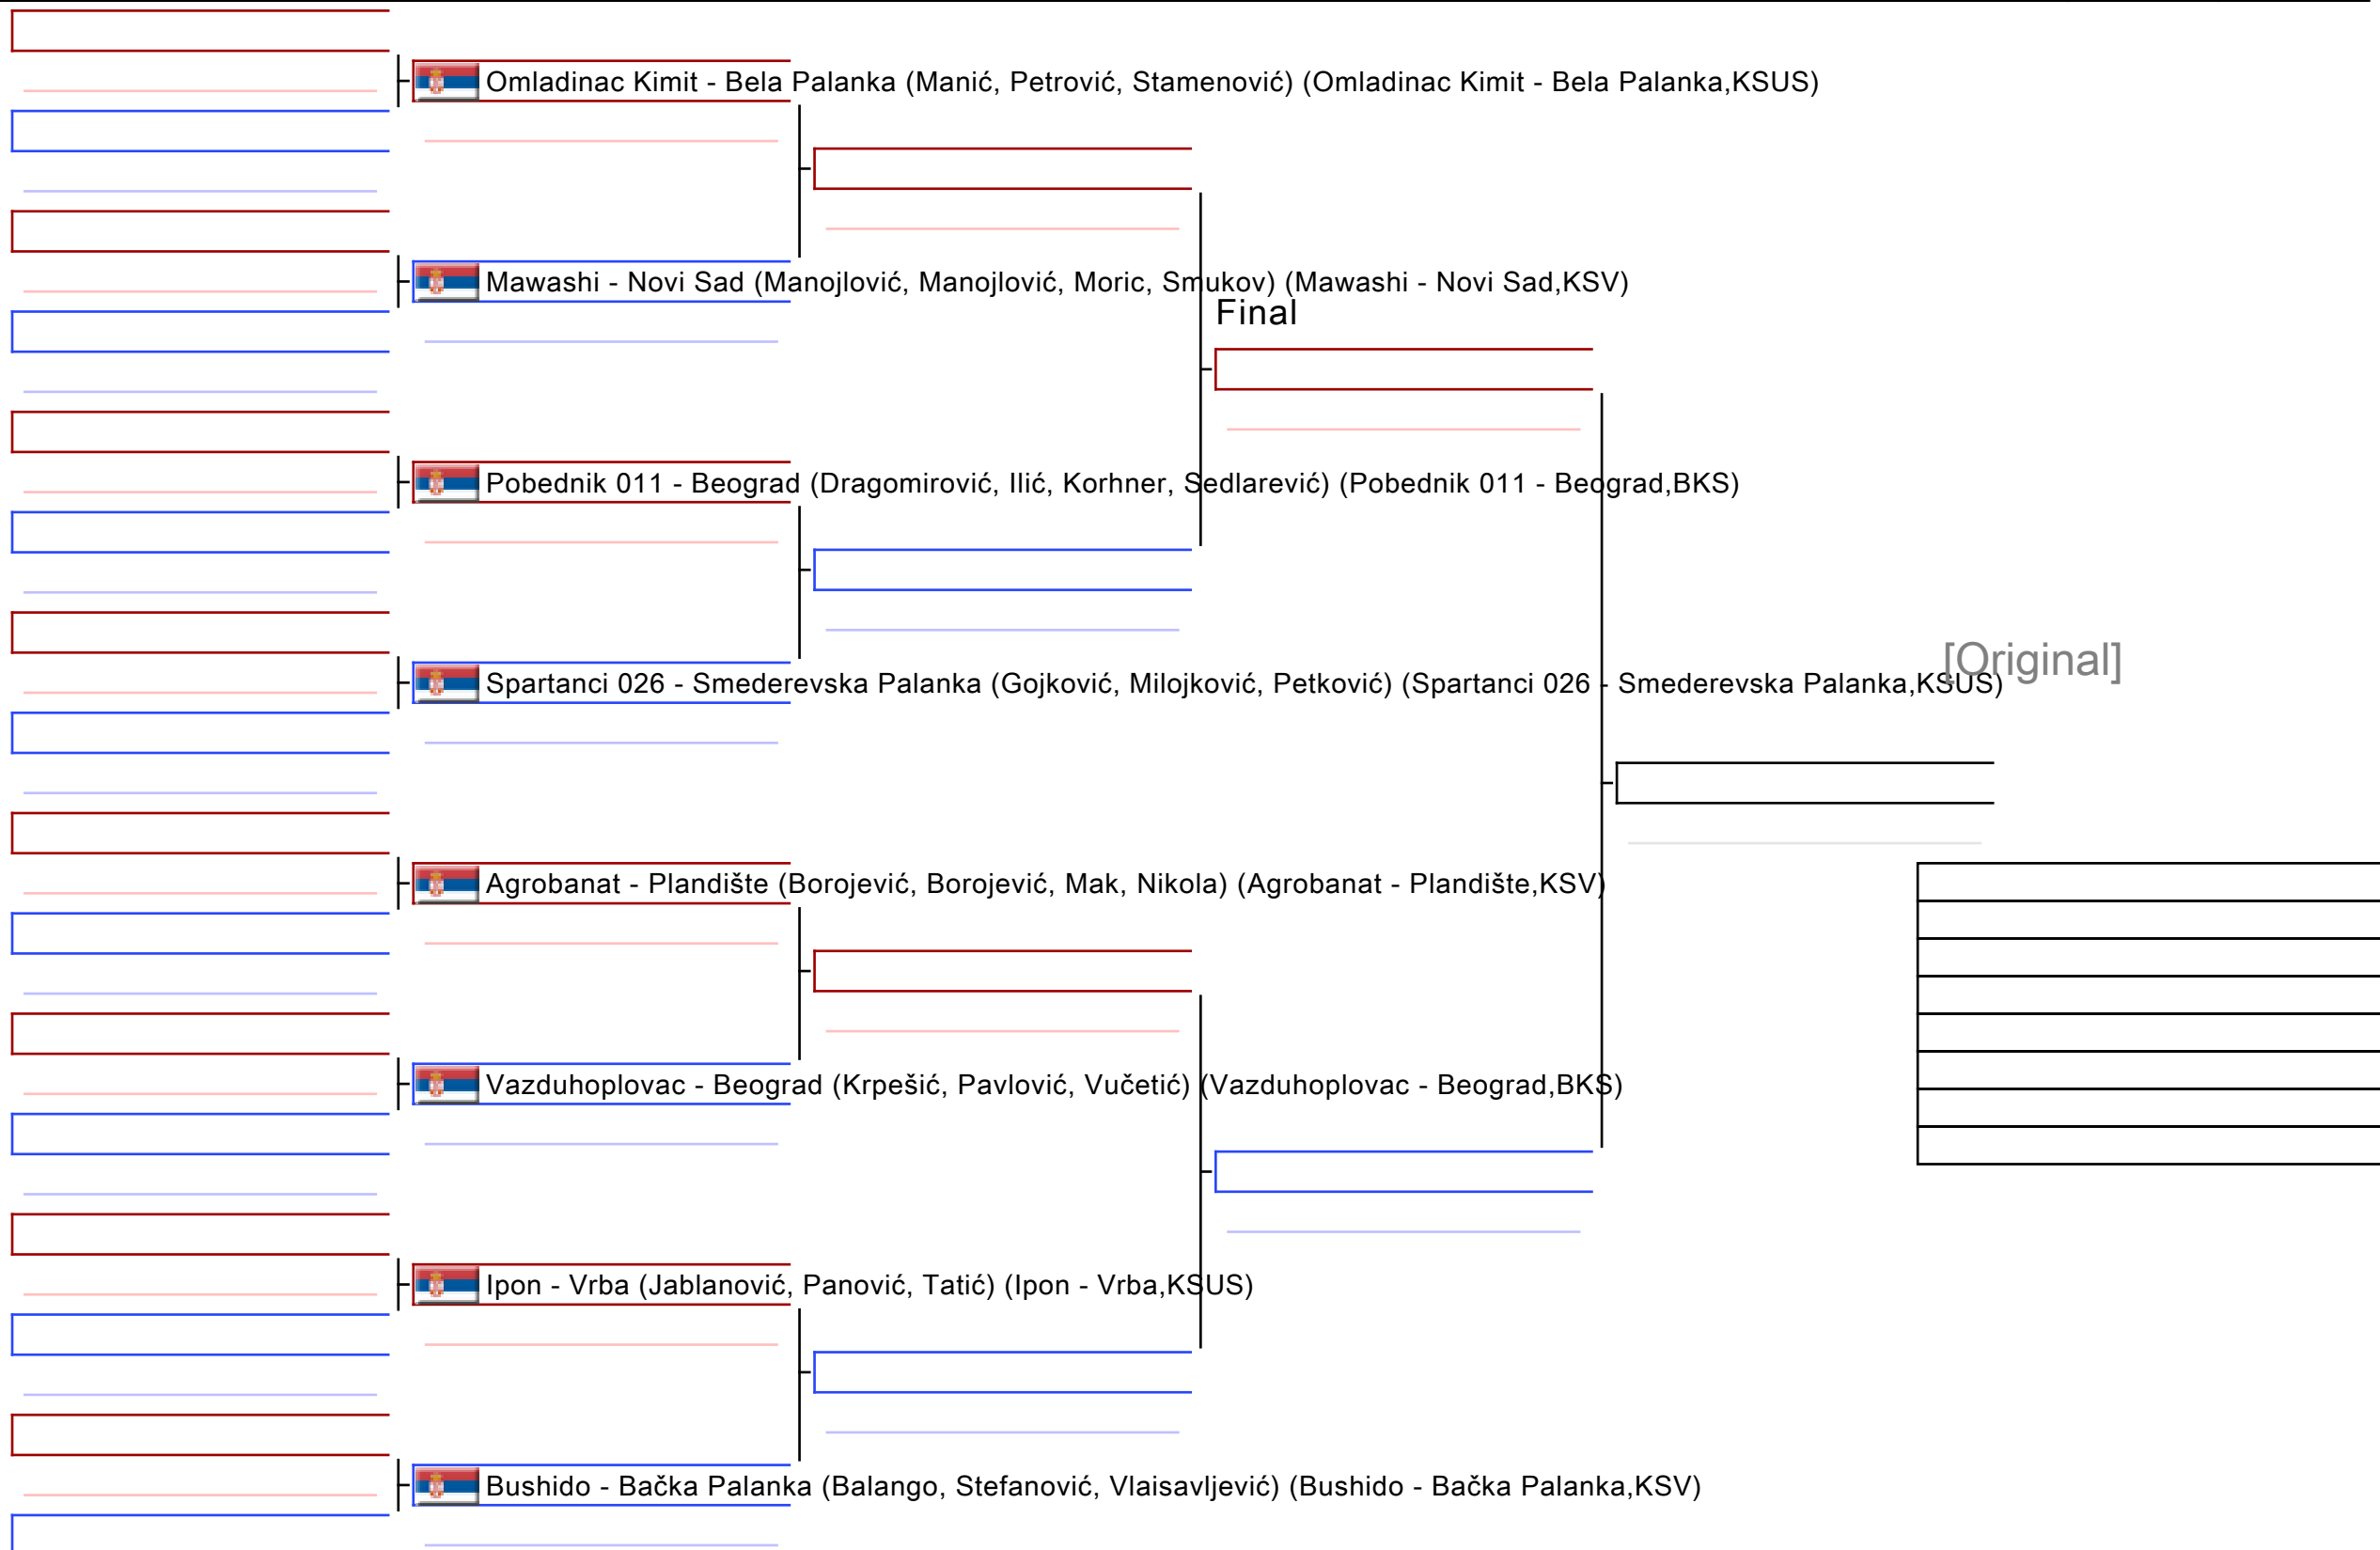 Omladinac Kimit - Bela Palanka (Manić, Petrović, Stamenović) (Omladinac Kimit - Bela Palanka,KSUS)
Mawashi - Novi Sad (Manojlović, Manojlović, Moric, Smukov) (Mawashi - Novi Sad,KSV)
Final
Pobednik 011 - Beograd (Dragomirović, Ilić, Korhner, Sedlarević) (Pobednik 011 - Beograd,BKS)
[Original]
Spartanci 026 - Smederevska Palanka (Gojković, Milojković, Petković) (Spartanci 026 - Smederevska Palanka,KSUS)
Agrobanat - Plandište (Borojević, Borojević, Mak, Nikola) (Agrobanat - Plandište,KSV)
Vazduhoplovac - Beograd (Krpešić, Pavlović, Vučetić) (Vazduhoplovac - Beograd,BKS)
Ipon - Vrba (Jablanović, Panović, Tatić) (Ipon - Vrba,KSUS)
Bushido - Bačka Palanka (Balango, Stefanović, Vlaisavljević) (Bushido - Bačka Palanka,KSV)